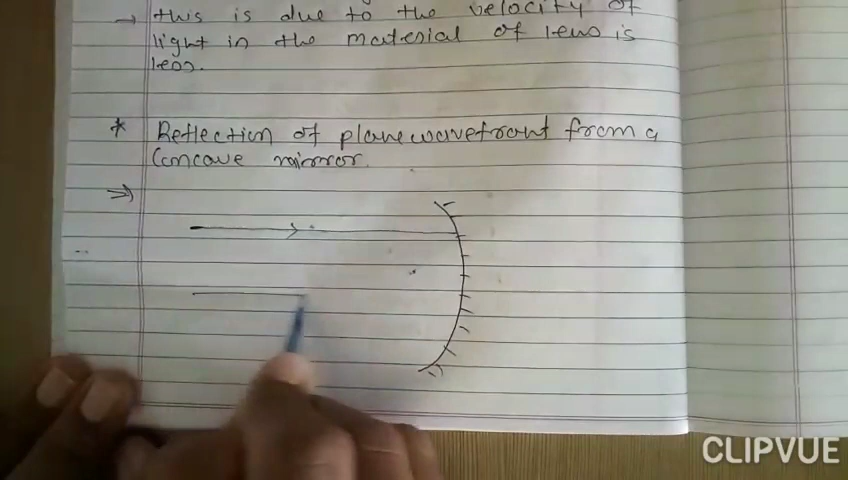 → this is due to the velocity of
light in the material of lens is
less.
* Reflection of plane wavefront from a
Concave mirror.
CLIPVUE